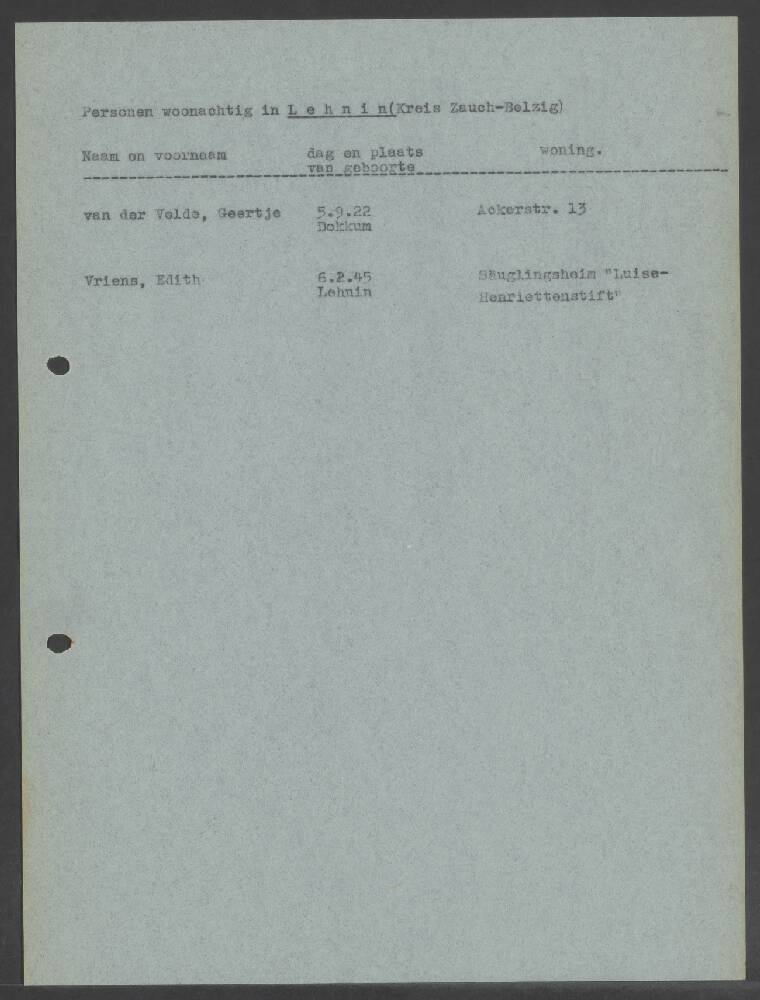 Personen woonachtig in L e h n i n(Kreis Zauch-Belzig)
Naam en voornaam dag en plaats woning.
van geboorte
van der Velde, Geertje 5.9.22 Ackerstr. 13
Dokkum
Vriens, Edith 6.2.45 Säuglingsheim "Luise-
Lehnin Henriettenstift"